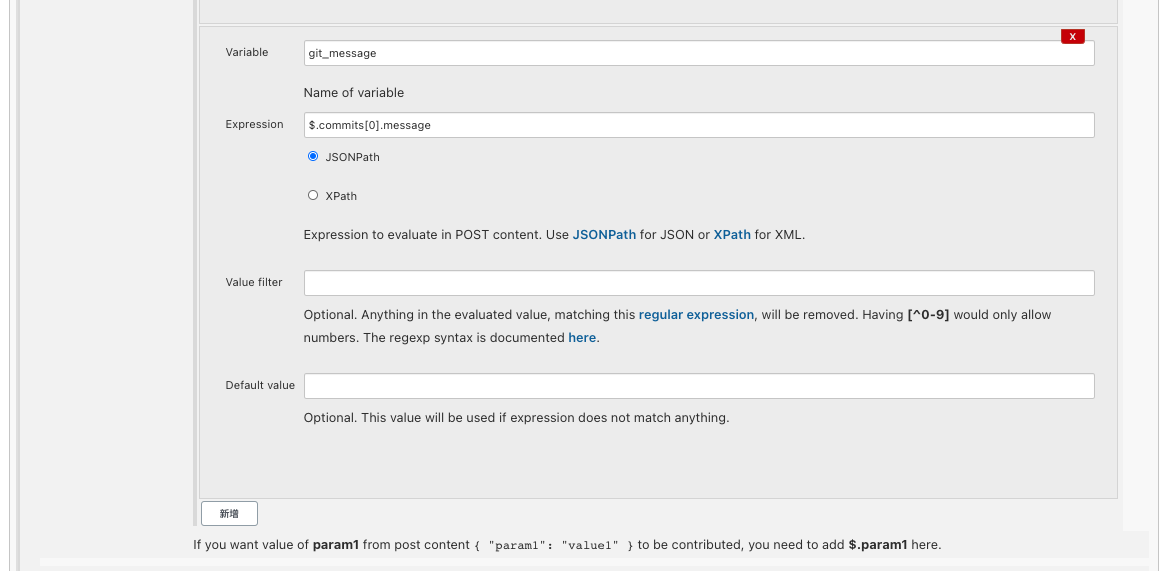 X
Variable
git_message
Name of variable
Expression
$.commits[0].message
JSONPath
XPath
Expression to evaluate in POST content. Use JSONPath for JSON or XPath for XML.
Value filter
Optional. Anything in the evaluated value, matching this regular expression, will be removed. Having [^0-9] would only allow
numbers. The regexp syntax is documented here.
Default value
Optional. This value will be used if expression does not match anything.
新增
If you want value of param1 from post content { "param1": "value1" } to be contributed, you need to add $.param1 here.